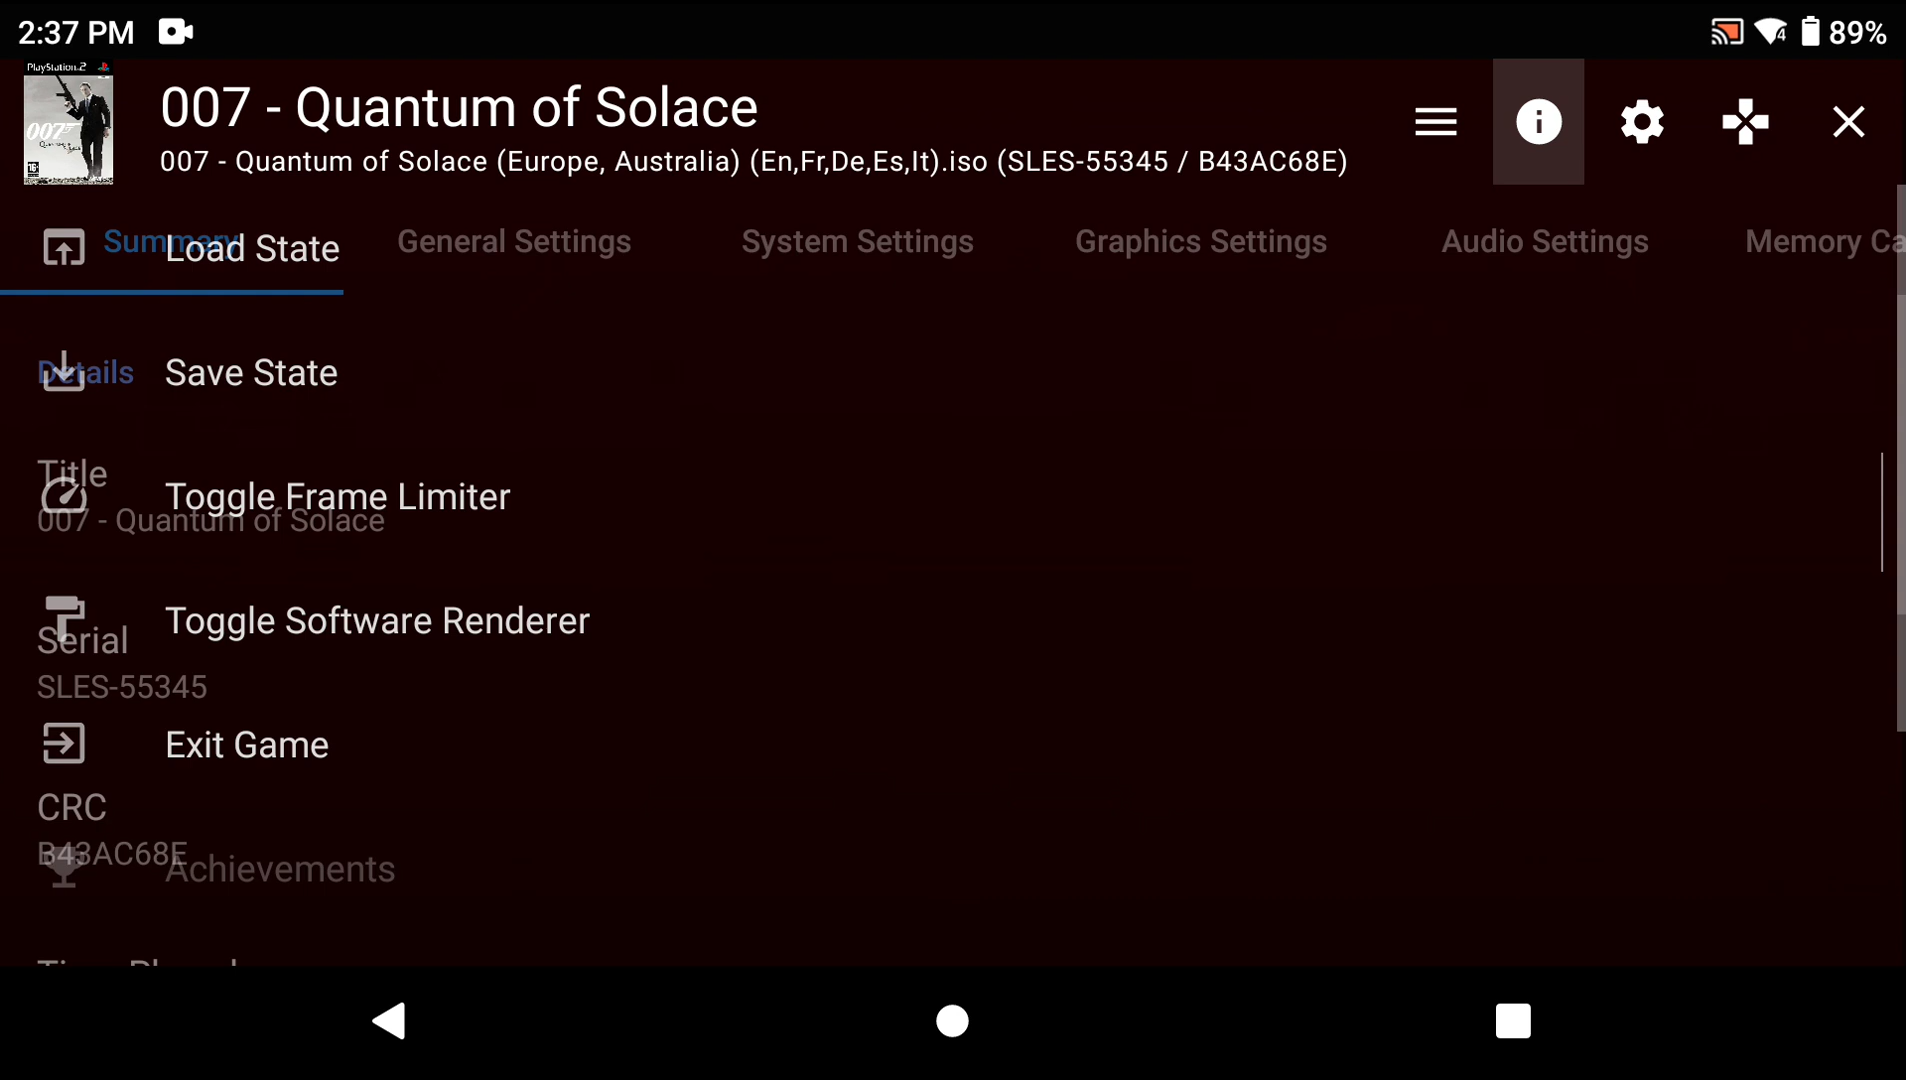 2:37 PM
4
89%
PlayStation.2
007
16+
007 - Quantum of Solace
007 - Quantum of Solace (Europe, Australia) (En,Fr,De,Es,It).iso (SLES-55345 / B43AC68E)
Summary
General Settings
System Settings
Graphics Settings
Audio Settings
Memory Ca
Load State
Details
Save State
Title
Toggle Frame Limiter
007 - Quantum of Solace
Toggle Software Renderer
Serial
SLES-55345
Exit Game
CRC
B43AC68E
Achievements